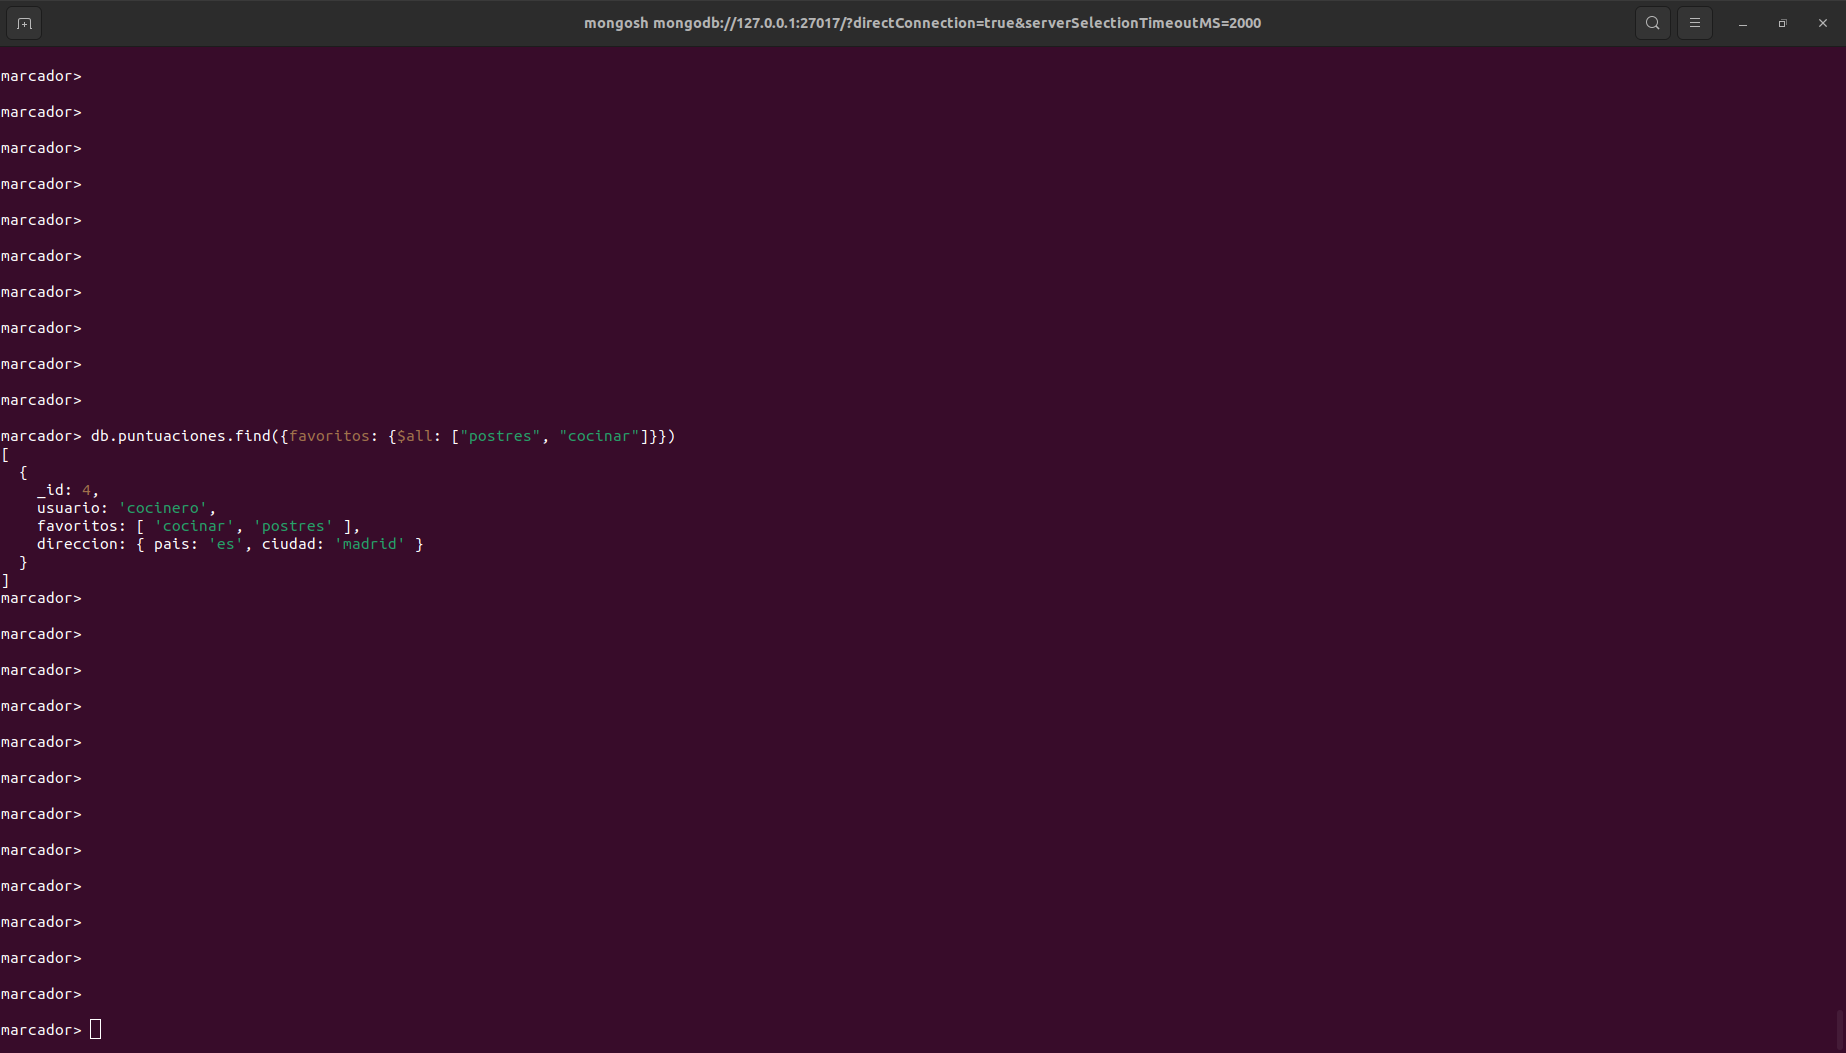 mongosh mongodb://127.0.0.1:27017/?directConnection=true&serverSelectionTimeoutMS=2000
marcador>
marcador>
marcador>
marcador>
marcador>
marcador>
marcador>
marcador>
marcador>
marcador>
marcador> db.puntuaciones.find({favoritos: {$all: ["postres", "cocinar"]}})
[
  {
    _id: 4,
    usuario: 'cocinero',
    favoritos: [ 'cocinar', 'postres' ],
    direccion: { pais: 'es', ciudad: 'madrid' }
  }
]
marcador>
marcador>
marcador>
marcador>
marcador>
marcador>
marcador>
marcador>
marcador>
marcador>
marcador>
marcador>
marcador>